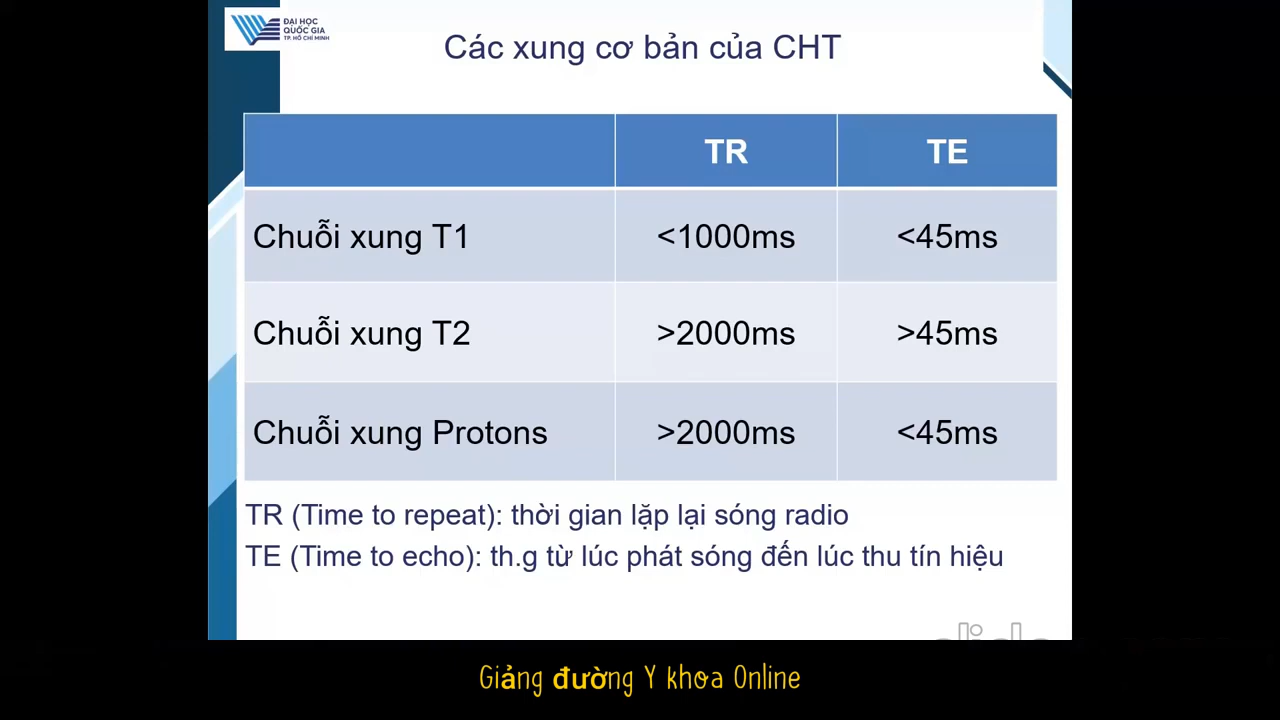 ĐẠI HỌC
QUỐC GIA
TP. HỒ CHÍ MINH
Các xung cơ bản của CHT
TR TE
Chuỗi xung T1 <1000ms <45ms
Chuỗi xung T2 >2000ms >45ms
Chuỗi xung Protons >2000ms <45ms
TR (Time to repeat): thời gian lặp lại sóng radio
TE (Time to echo): th.g từ lúc phát sóng đến lúc thu tín hiệu
Giảng đường Y khoa Online